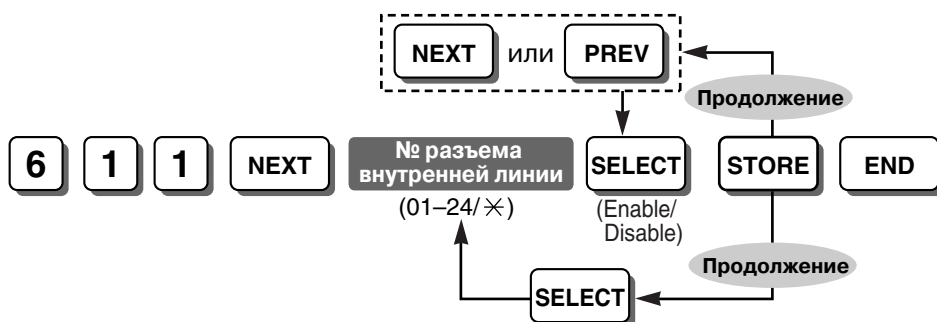 NEXT или PREV
Продолжение
6 1 1 NEXT № разъема внутренней линии SELECT STORE END
(01–24/✳) (Enable/ Disable)
Продолжение
SELECT